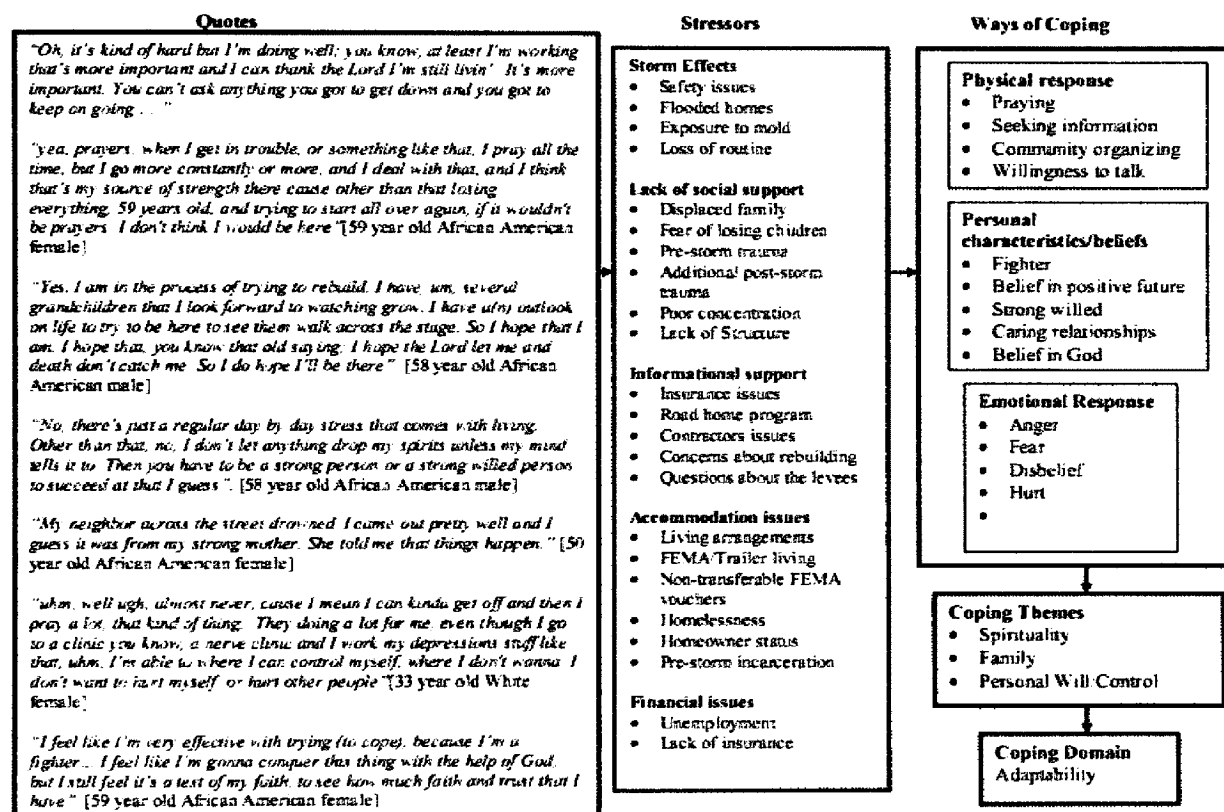 Quotes
"Oh, it's kind of hard but I'm doing well; you know, at least I'm working
that's more important and I can thank the Lord I'm still livin' It's more
important. You can't ask anything you got to get down and you got to
keep on going . . "
"yea, prayers, when I get in trouble, or something like that, I pray all the
time, but I go more constantly or more, and I deal with that, and I think
that's my source of strength there cause other than that losing
everything, 59 years old, and trying to start all over again, if it wouldn't
be prayers I don't think I would be here "[59 year old African American
female]
"Yes, I am in the process of trying to rebuild. I have, um, several
grandchildren that I look forward to watching grow. I have a(n) outlook
on life to try to be here to see them walk across the stage. So I hope that I
am. I hope that, you know that old saying; I hope the Lord let me and
death don't catch me. So I do hope I'll be there" [58 year old African
American male]
"No, there's just a regular day by day stress that comes with living.
Other than that, no, I don't let anything drop my spirits unless my mind
tells it to. Then you have to be a strong person or a strong willed person
to succeed at that I guess". [58 year old African American male]
"My neighbor across the street drowned. I came out pretty well and I
guess it was from my strong mother. She told me that things happen." [50
year old African American female]
"uhm, well ugh, almost never, cause I mean I can kinda get off and then I
pray a lot, that kind of thing. They doing a lot for me, even though I go
to a clinic you know, a nerve clinic and I work my depressions stuff like
that, uhm, I'm able to where I can control myself, where I don't wanna I
don't want to hurt myself, or hurt other people"[33 year old White
female]
"I feel like I'm very effective with trying (to cope), because I'm a
fighter... I feel like I'm gonna conquer this thing with the help of God,
but I still feel it's a test of my faith, to see how much faith and trust that I
have" [59 year old African American female]
Stressors
Storm Effects
• Safety issues
• Flooded homes
• Exposure to mold
• Loss of routine
Lack of social support
• Displaced family
• Fear of losing children
• Pre-storm trauma
• Additional post-storm
trauma
• Poor concentration
• Lack of Structure
Informational support
• Insurance issues
• Road home program
• Contractors issues
• Concerns about rebuilding
• Questions about the levees
Accommodation issues
• Living arrangements
• FEMA/Trailer living
• Non-transferable FEMA
vouchers
• Homelessness
• Homeowner status
• Pre-storm incarceration
Financial issues
• Unemployment
• Lack of insurance
Ways of Coping
Physical response
• Praying
• Seeking information
• Community organizing
• Willingness to talk
Personal
characteristics/beliefs
• Fighter
• Belief in positive future
• Strong willed
• Caring relationships
• Belief in God
Emotional Response
• Anger
• Fear
• Disbelief
• Hurt
•
Coping Themes
• Spirituality
• Family
• Personal Will/Control
Coping Domain
Adaptability